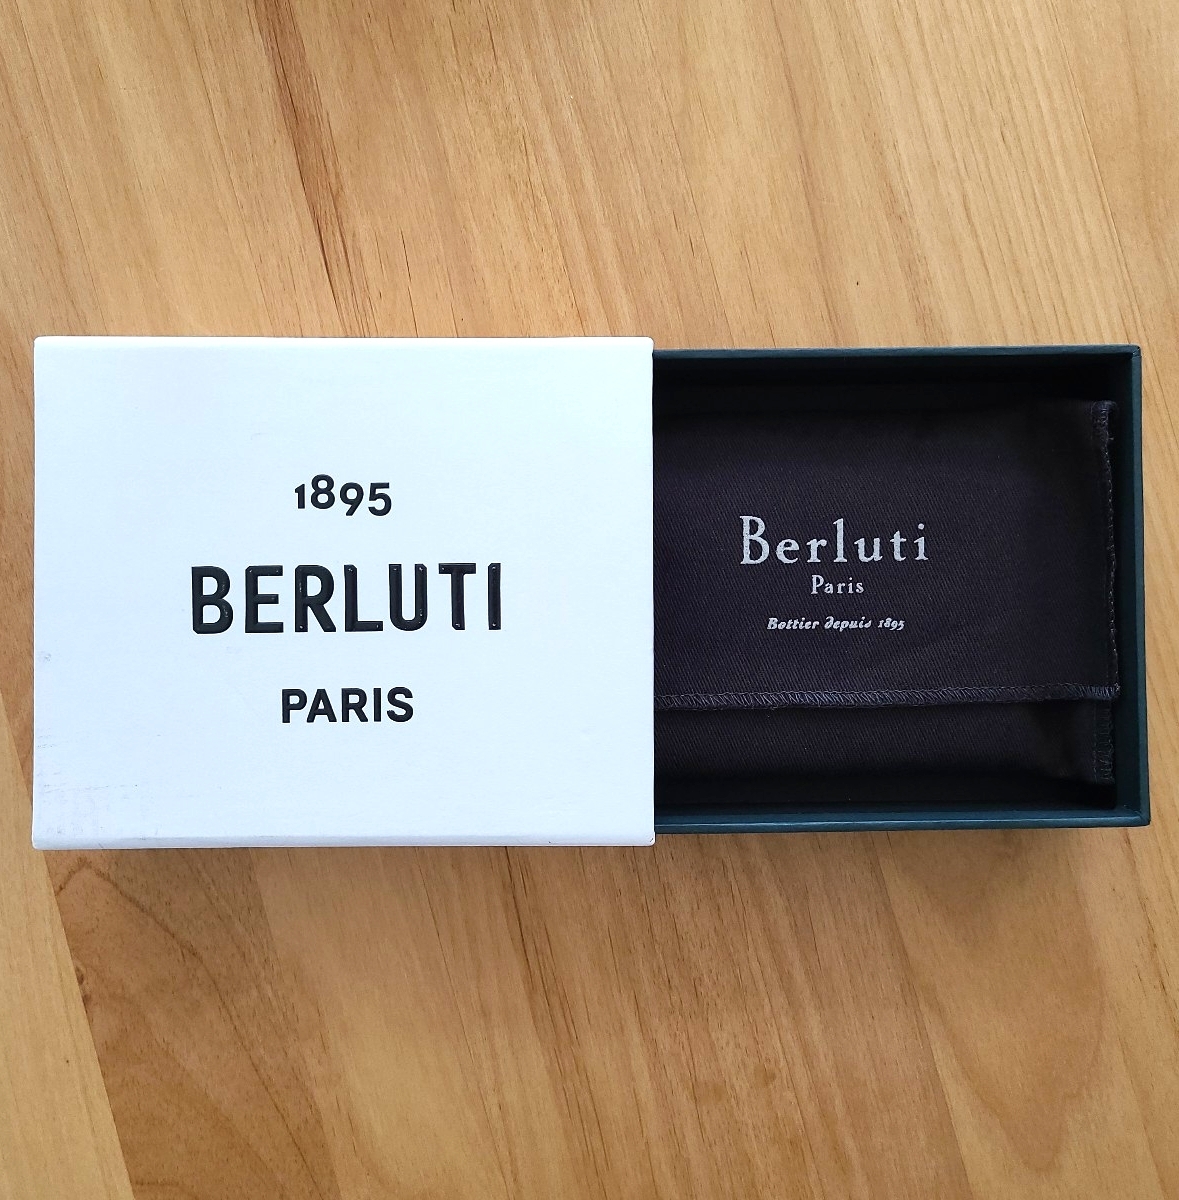 1895
BERLUTI
PARIS
Berluti
Paris
Bottier depuis 1895